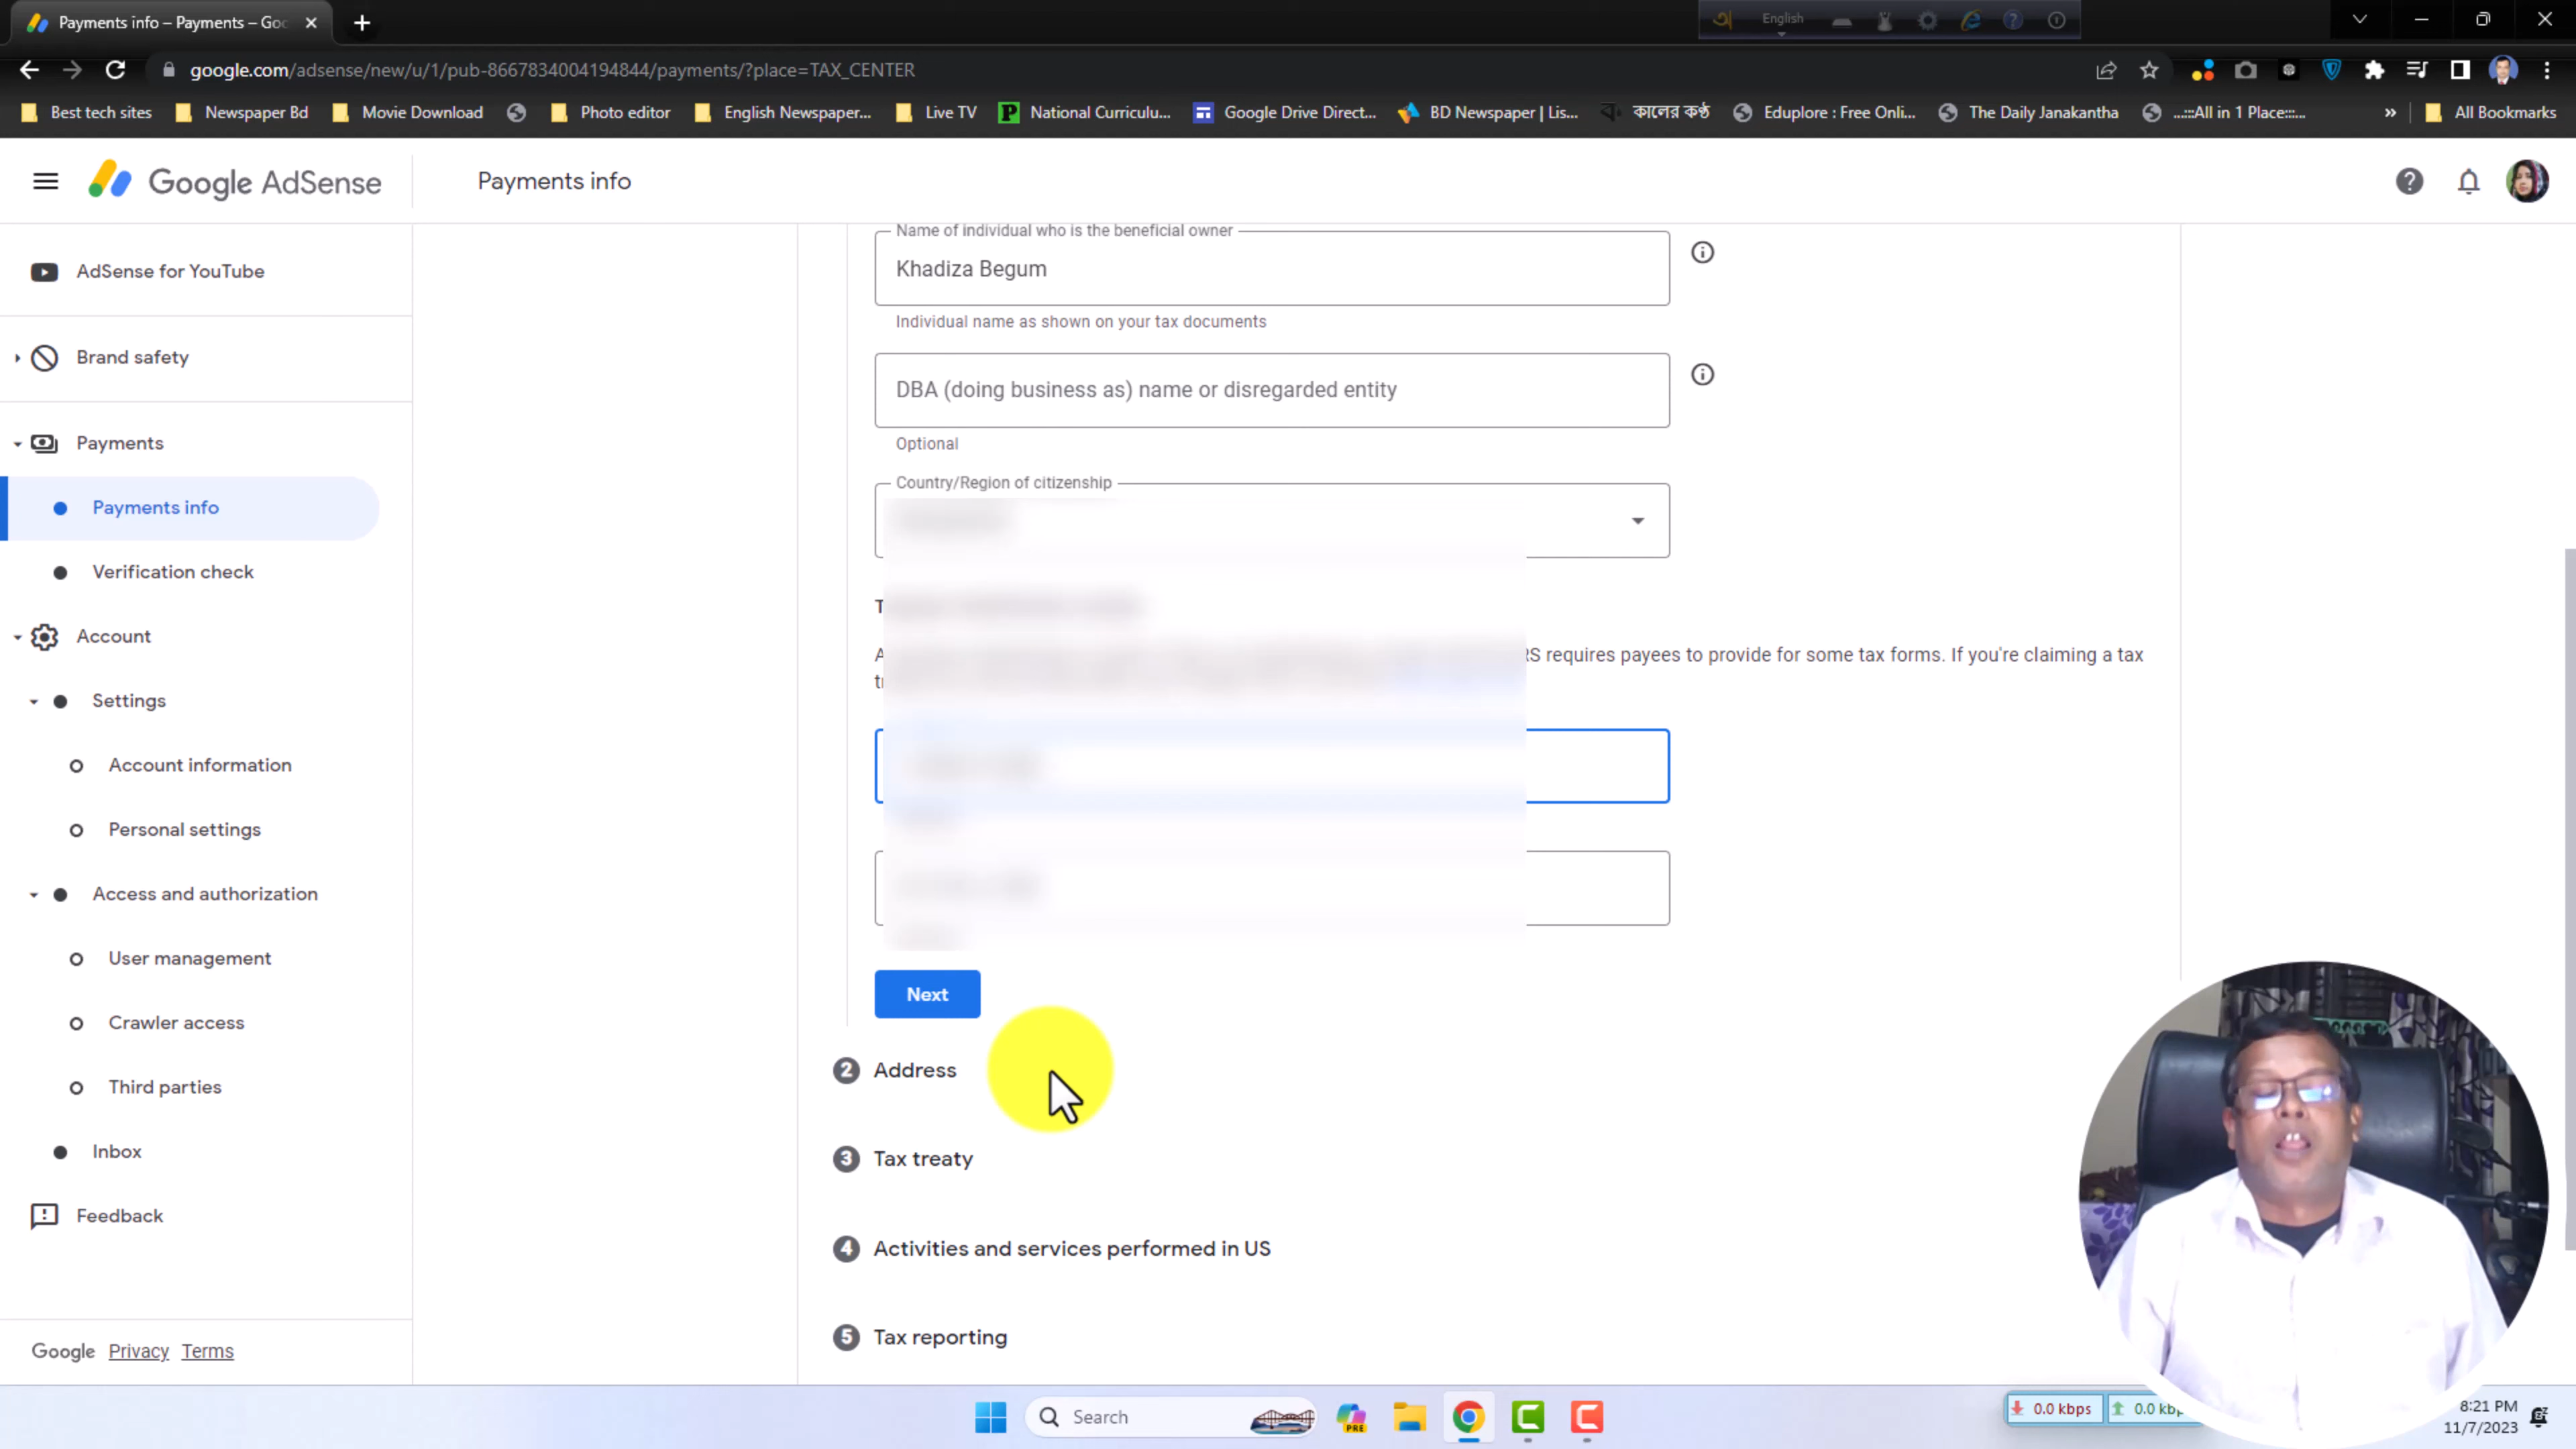 Payments info – Payments – Goo
English
google.com/adsense/new/u/1/pub-8667834004194844/payments/?place=TAX_CENTER
Best tech sites
Newspaper Bd
Movie Download
Photo editor
English Newspaper...
Live TV
National Curriculu...
Google Drive Direct...
BD Newspaper | Lis...
কালের কণ্ঠ
Eduplore : Free Onli...
The Daily Janakantha
..:::All in 1 Place:::...
»
All Bookmarks
Google AdSense
Payments info
AdSense for YouTube
Brand safety
Payments
Payments info
Verification check
Account
Settings
Account information
Personal settings
Access and authorization
User management
Crawler access
Third parties
Inbox
Feedback
Google Privacy Terms
Name of individual who is the beneficial owner
Khadiza Begum
Individual name as shown on your tax documents
DBA (doing business as) name or disregarded entity
Optional
Country/Region of citizenship
requires payees to provide for some tax forms. If you're claiming a tax
Next
2 Address
3 Tax treaty
4 Activities and services performed in US
5 Tax reporting
Search
PRE
0.0 kbps
0.0 kbp
8:21 PM
11/7/2023